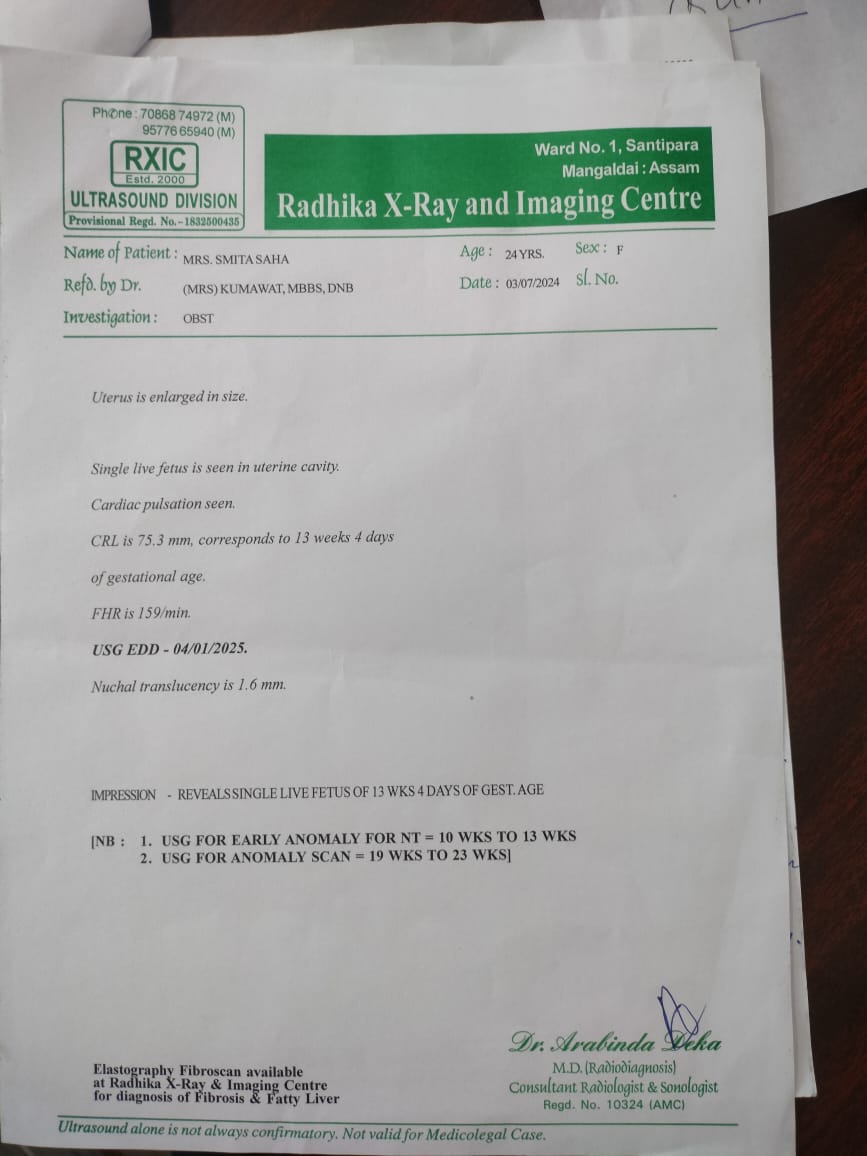 Phone : 70868 74972 (M)
95776 65940 (M)
RXIC
Estd. 2000
ULTRASOUND DIVISION
Provisional Regd. No.-1832500435
Ward No. 1, Santipara
Mangaldai : Assam
Radhika X-Ray and Imaging Centre
Name of Patient : MRS. SMITA SAHA Age : 24YRS. Sex : F
Refd. by Dr. (MRS) KUMAWAT, MBBS, DNB Date : 03/07/2024 Sl. No.
Investigation : OBST
Uterus is enlarged in size.
Single live fetus is seen in uterine cavity.
Cardiac pulsation seen.
CRL is 75.3 mm, corresponds to 13 weeks 4 days
of gestational age.
FHR is 159/min.
USG EDD - 04/01/2025.
Nuchal translucency is 1.6 mm.
IMPRESSION - REVEALS SINGLE LIVE FETUS OF 13 WKS 4 DAYS OF GEST. AGE
[NB : 1. USG FOR EARLY ANOMALY FOR NT = 10 WKS TO 13 WKS
2. USG FOR ANOMALY SCAN = 19 WKS TO 23 WKS]
Elastography Fibroscan available
at Radhika X-Ray & Imaging Centre
for diagnosis of Fibrosis & Fatty Liver
Dr. Arabinda Deka
M.D. (Radiodiagnosis)
Consultant Radiologist & Sonologist
Regd. No. 10324 (AMC)
Ultrasound alone is not always confirmatory. Not valid for Medicolegal Case.